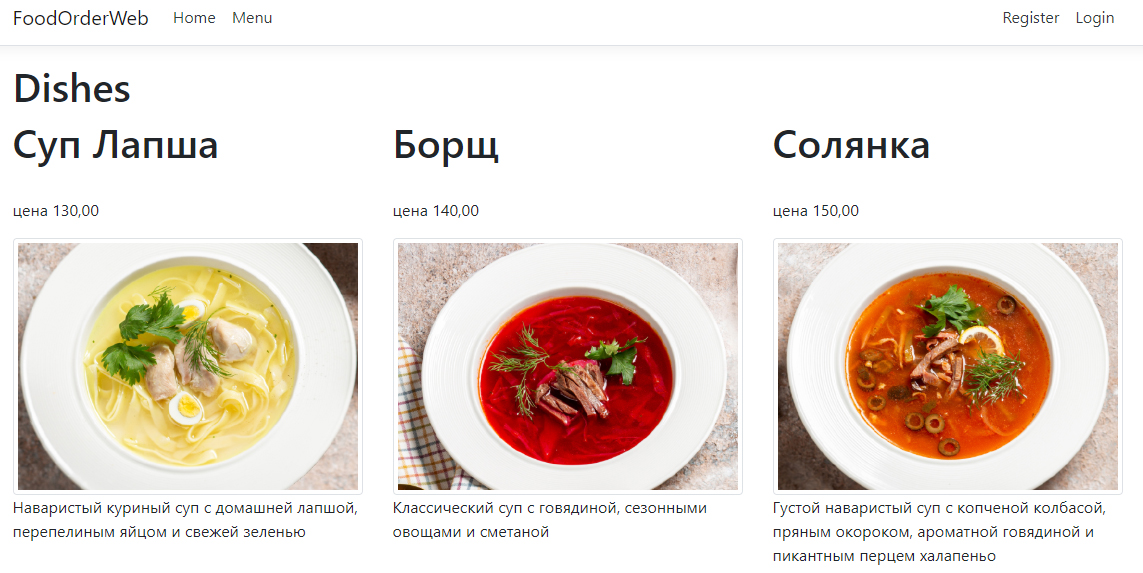 FoodOrderWeb Home Menu Register Login
Dishes
Суп Лапша
цена 130,00
Наваристый куриный суп с домашней лапшой,
перепелиным яйцом и свежей зеленью
Борщ
цена 140,00
Классический суп с говядиной, сезонными
овощами и сметаной
Солянка
цена 150,00
Густой наваристый суп с копченой колбасой,
пряным окороком, ароматной говядиной и
пикантным перцем халапеньо